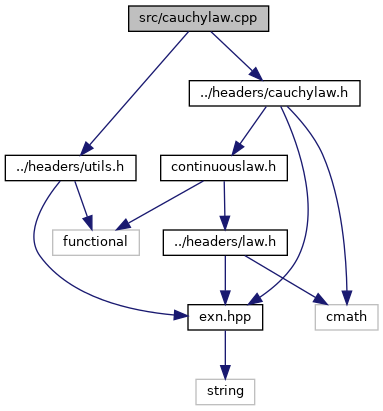 src/cauchylaw.cpp
../headers/cauchylaw.h
../headers/utils.h
continuouslaw.h
functional
../headers/law.h
exn.hpp
cmath
string